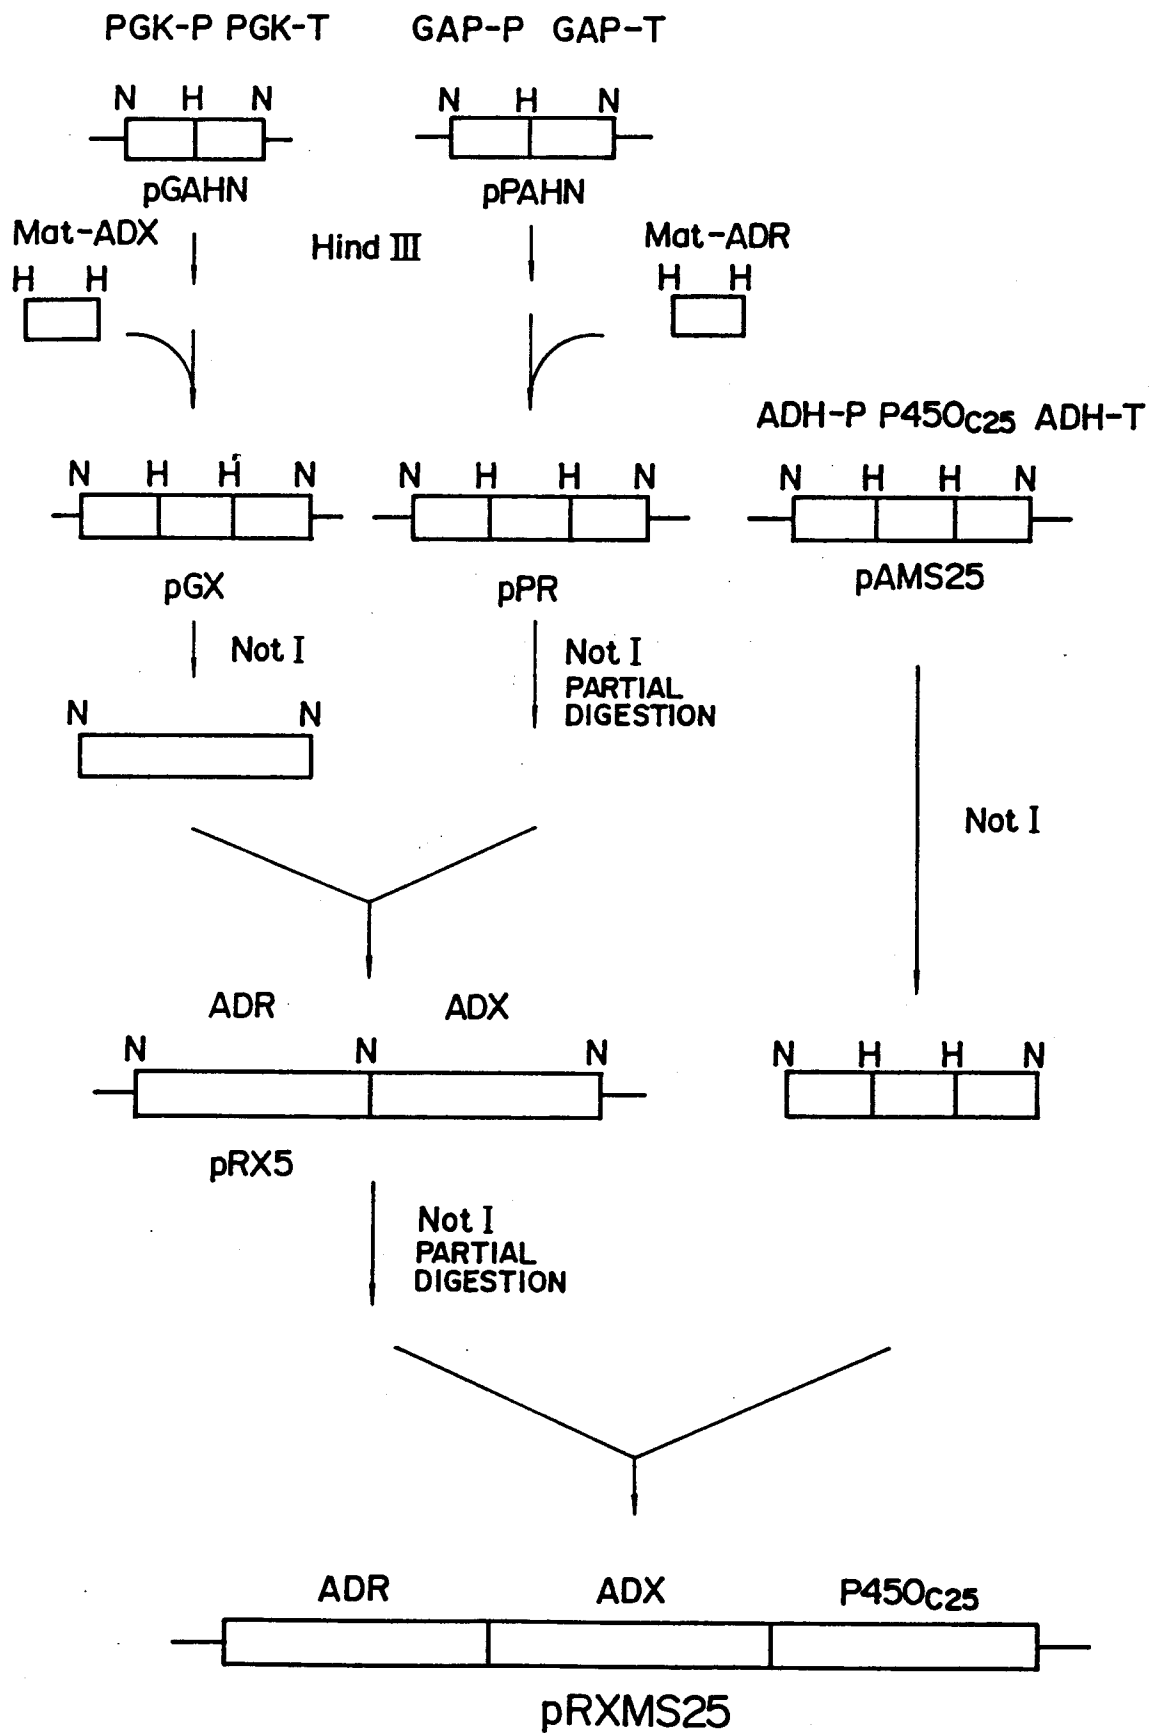 PGK-P PGK-T GAP-P GAP-T
N H N N H N
pGAHN pPAHN
Mat-ADX Hind III Mat-ADR
H H H H
ADH-P P450C25 ADH-T
N H H N N H H N N H H N
pGX pPR pAMS25
Not I Not I
PARTIAL
DIGESTION
N N
Not I
ADR ADX
N N N N H H N
pRX5
Not I
PARTIAL
DIGESTION
ADR ADX P450C25
pRXMS25